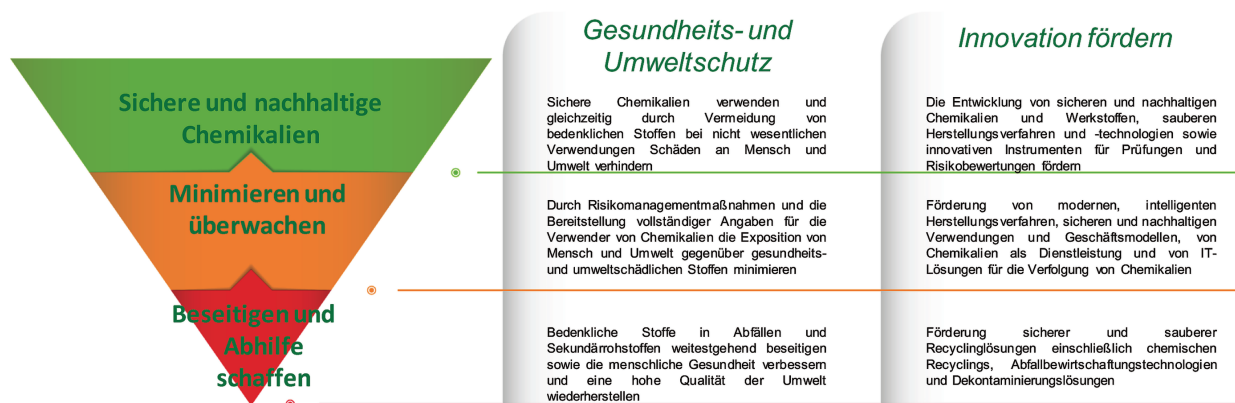 Sichere und nachhaltige
Chemikalien
Minimieren und
überwachen
Beseitigen und
Abhilfe
schaffen
Gesundheits- und
Umweltschutz
Sichere Chemikalien verwenden und
gleichzeitig durch Vermeidung von
bedenklichen Stoffen bei nicht wesentlichen
Verwendungen Schäden an Mensch und
Umwelt verhindern
Durch Risikomanagementmaßnahmen und die
Bereitstellung vollständiger Angaben für die
Verwender von Chemikalien die Exposition von
Mensch und Umwelt gegenüber gesundheits-
und umweltschädlichen Stoffen minimieren
Bedenkliche Stoffe in Abfällen und
Sekundärrohstoffen weitestgehend beseitigen
sowie die menschliche Gesundheit verbessern
und eine hohe Qualität der Umwelt
wiederherstellen
Innovation fördern
Die Entwicklung von sicheren und nachhaltigen
Chemikalien und Werkstoffen, sauberen
Herstellungsverfahren und -technologien sowie
innovativen Instrumenten für Prüfungen und
Risikobewertungen fördern
Förderung von modernen, intelligenten
Herstellungsverfahren, sicheren und nachhaltigen
Verwendungen und Geschäftsmodellen, von
Chemikalien als Dienstleistung und von IT-
Lösungen für die Verfolgung von Chemikalien
Förderung sicherer und sauberer
Recyclinglösungen einschließlich chemischen
Recyclings, Abfallbewirtschaftungstechnologien
und Dekontaminierungslösungen